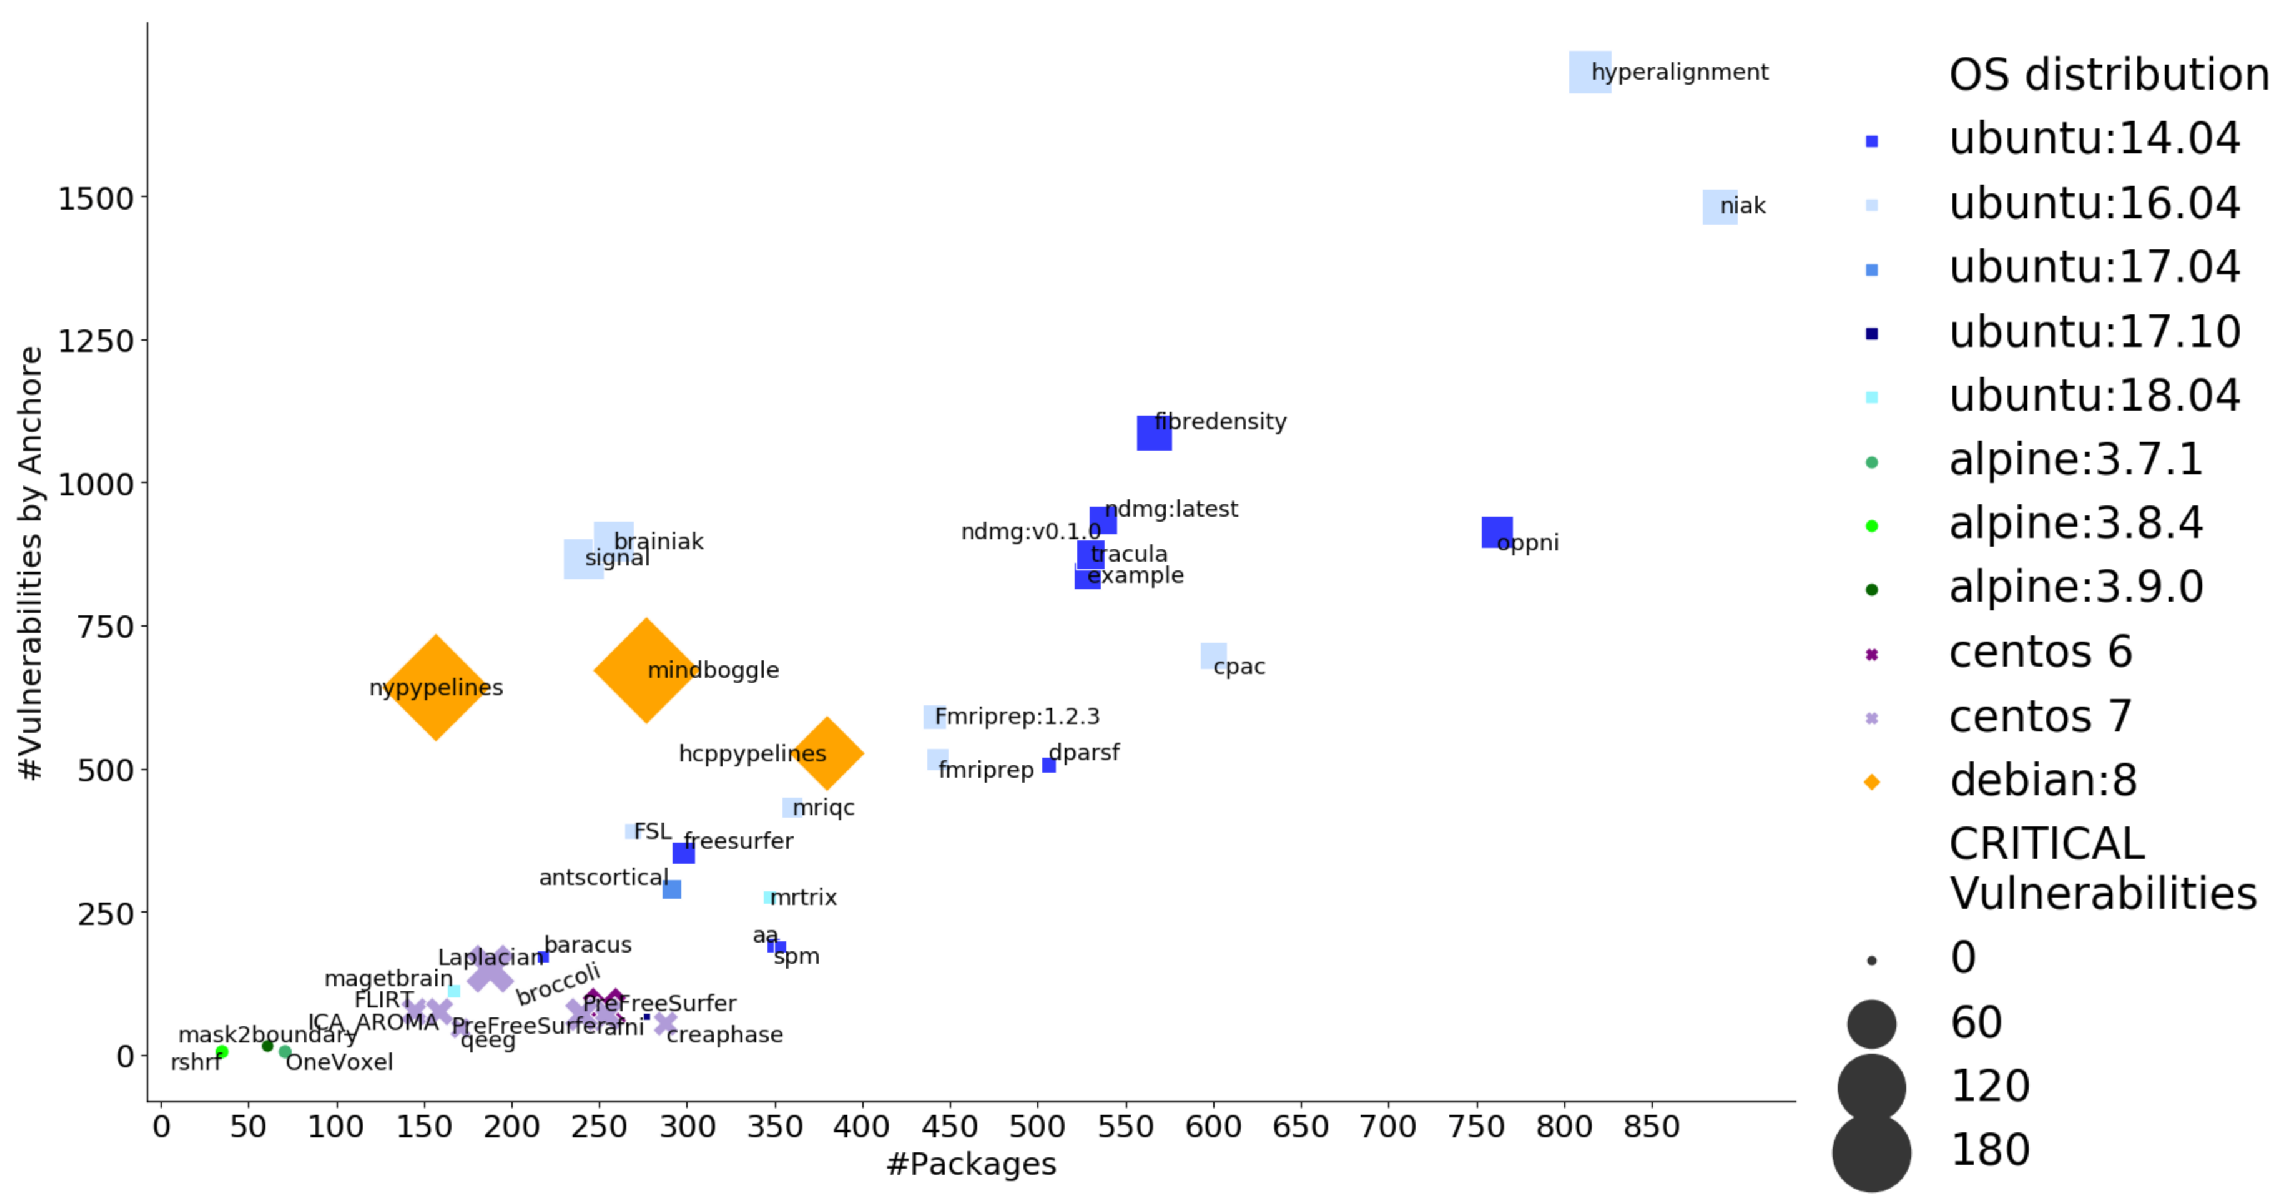 #Vulnerabilities by Anchore
1500
1250
1000
750
500
250
0
hyperalignment
niak
fibredensity
ndmg:latest
ndmg:v0.1.0
oppni
tracula
example
brainiak
signal
cpac
mindboggle
nypypelines
Fmriprep:1.2.3
hcppypelines
dparsf
fmriprep
mriqc
FSL
freesurfer
antscortical
mrtrix
aa
spm
baracus
Laplacian
magetbrain
broccoli
FLIRT
PreFreeSurfer
ICA_AROMA
PreFreeSurfer
afni
mask2boundary
qeeg
creaphase
rshrf
OneVoxel
0 50 100 150 200 250 300 350 400 450 500 550 600 650 700 750 800 850
#Packages
OS distribution
ubuntu:14.04
ubuntu:16.04
ubuntu:17.04
ubuntu:17.10
ubuntu:18.04
alpine:3.7.1
alpine:3.8.4
alpine:3.9.0
centos 6
centos 7
debian:8
CRITICAL
Vulnerabilities
0
60
120
180